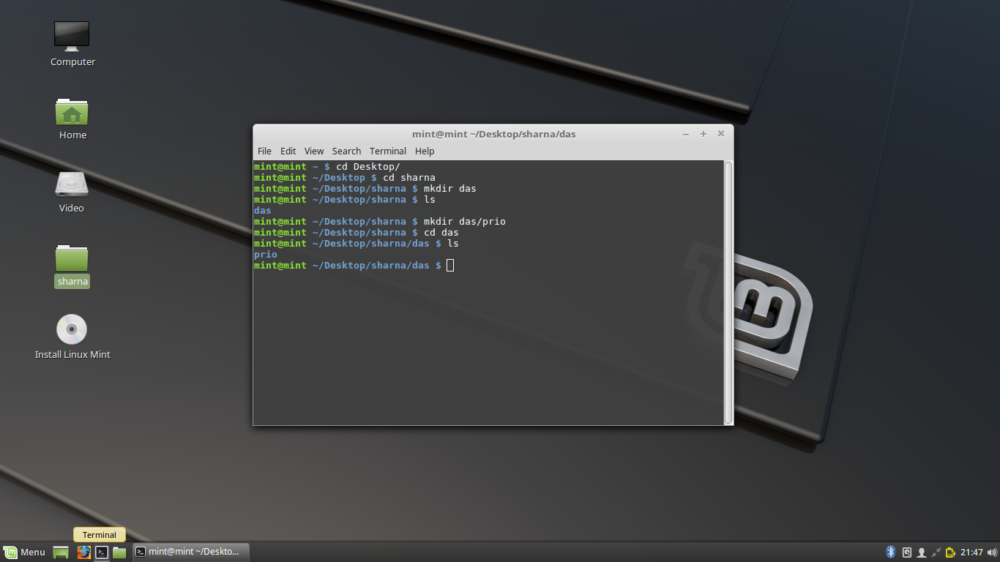 Computer
Home
Video
sharna
Install Linux Mint
mint@mint ~/Desktop/sharna/das
File Edit View Search Terminal Help
mint@mint ~ $ cd Desktop/
mint@mint ~/Desktop $ cd sharna
mint@mint ~/Desktop/sharna $ mkdir das
mint@mint ~/Desktop/sharna $ ls
das
mint@mint ~/Desktop/sharna $ mkdir das/prio
mint@mint ~/Desktop/sharna $ cd das
mint@mint ~/Desktop/sharna/das $ ls
prio
mint@mint ~/Desktop/sharna/das $
Terminal
Menu mint@mint ~/Deskto... 21:47